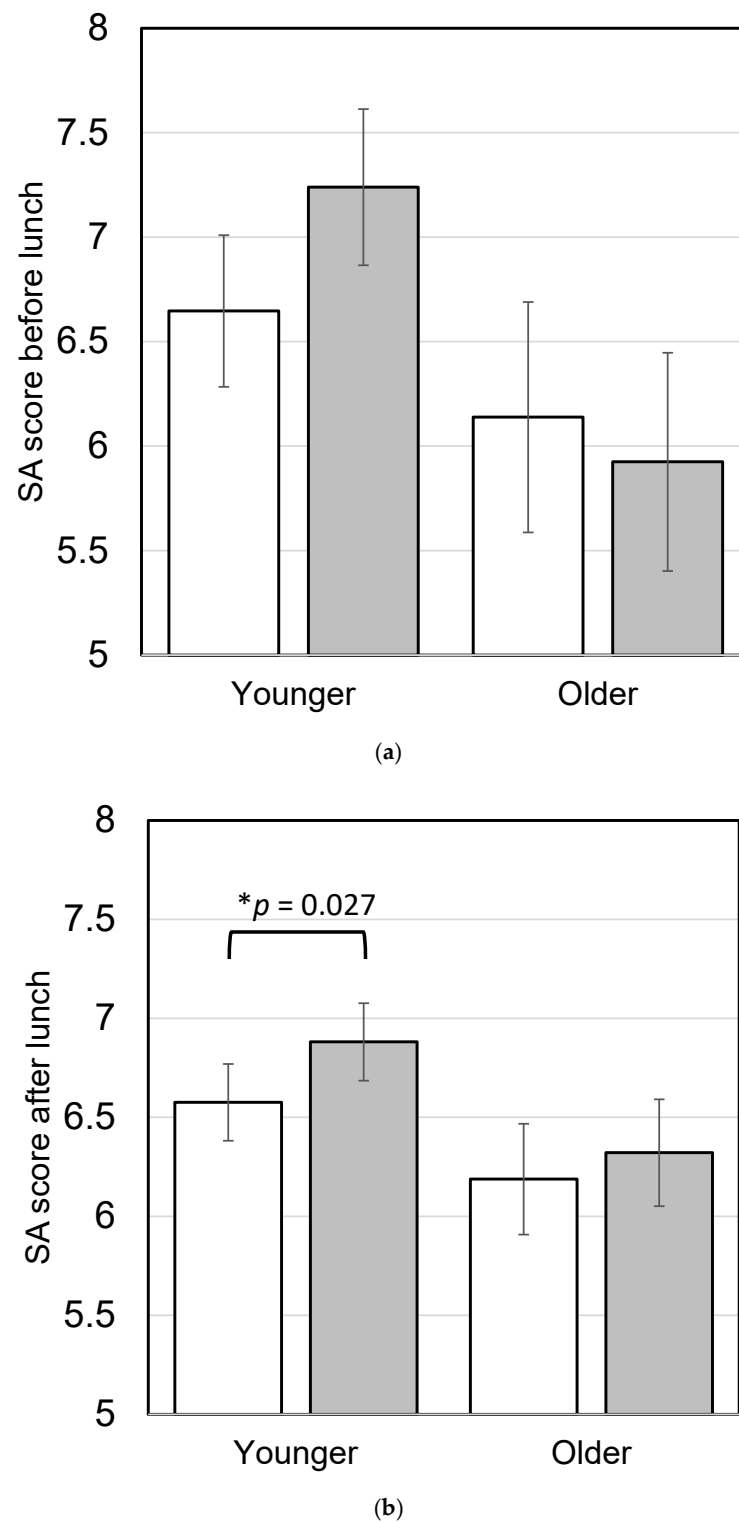 SA score before lunch
8
7.5
7
6.5
6
5.5
5
Younger Older
(a)
SA score after lunch
8
7.5
7
6.5
6
5.5
5
*p = 0.027
Younger Older
(b)